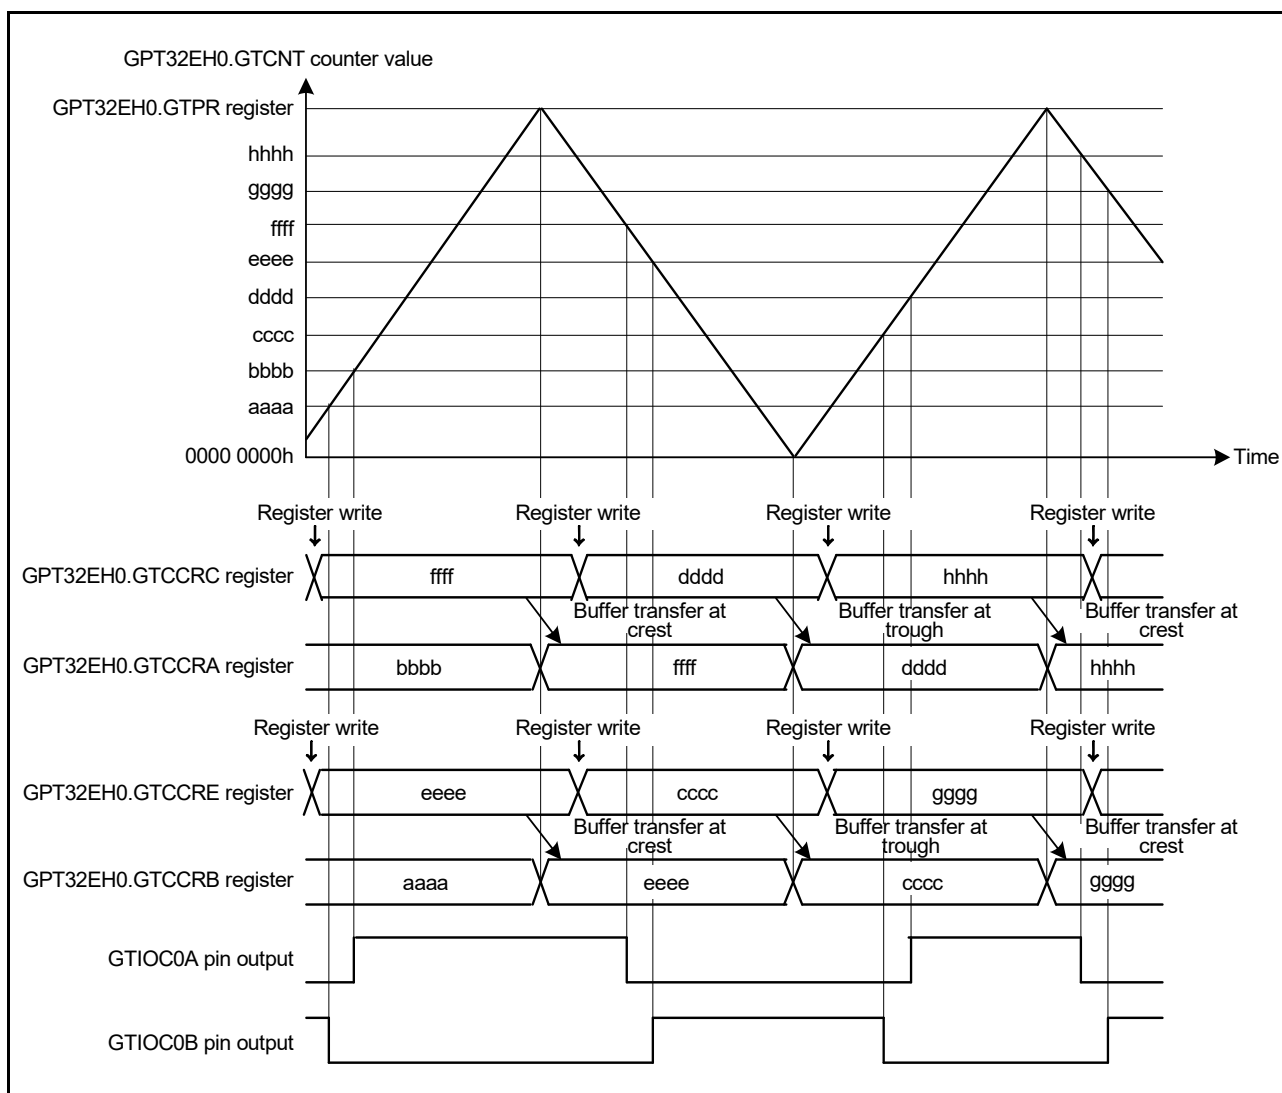 GPT32EH0.GTCNT counter value
GPT32EH0.GTPR register
hhhh
gggg
ffff
eeee
dddd
cccc
bbbb
aaaa
0000 0000h
Time
Register write Register write Register write Register write
GPT32EH0.GTCCRC register ffff dddd hhhh
Buffer transfer at crest Buffer transfer at trough Buffer transfer at crest
GPT32EH0.GTCCRA register bbbb ffff dddd hhhh
Register write Register write Register write Register write
GPT32EH0.GTCCRE register eeee cccc gggg
Buffer transfer at crest Buffer transfer at trough Buffer transfer at crest
GPT32EH0.GTCCRB register aaaa eeee cccc gggg
GTIOC0A pin output
GTIOC0B pin output